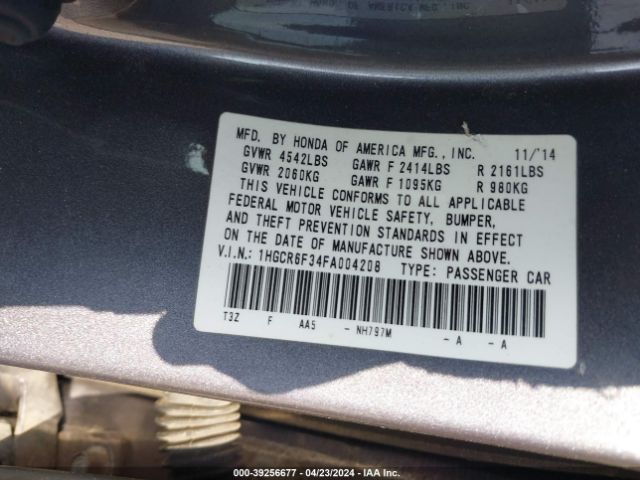 MFD. BY HONDA OF AMERICA MFG., INC. 11/'14
GVWR 4542LBS GAWR F 2414LBS R 2161LBS
GVWR 2060KG GAWR F 1095KG R 980KG
THIS VEHICLE CONFORMS TO ALL APPLICABLE
FEDERAL MOTOR VEHICLE SAFETY, BUMPER,
AND THEFT PREVENTION STANDARDS IN EFFECT
ON THE DATE OF MANUFACTURE SHOWN ABOVE.
V.I.N.: 1HGCR6F34FA004208 TYPE: PASSENGER CAR
T3Z F AA5 - NH797M - A - A
000-39256677 - 04/23/2024 - IAA Inc.